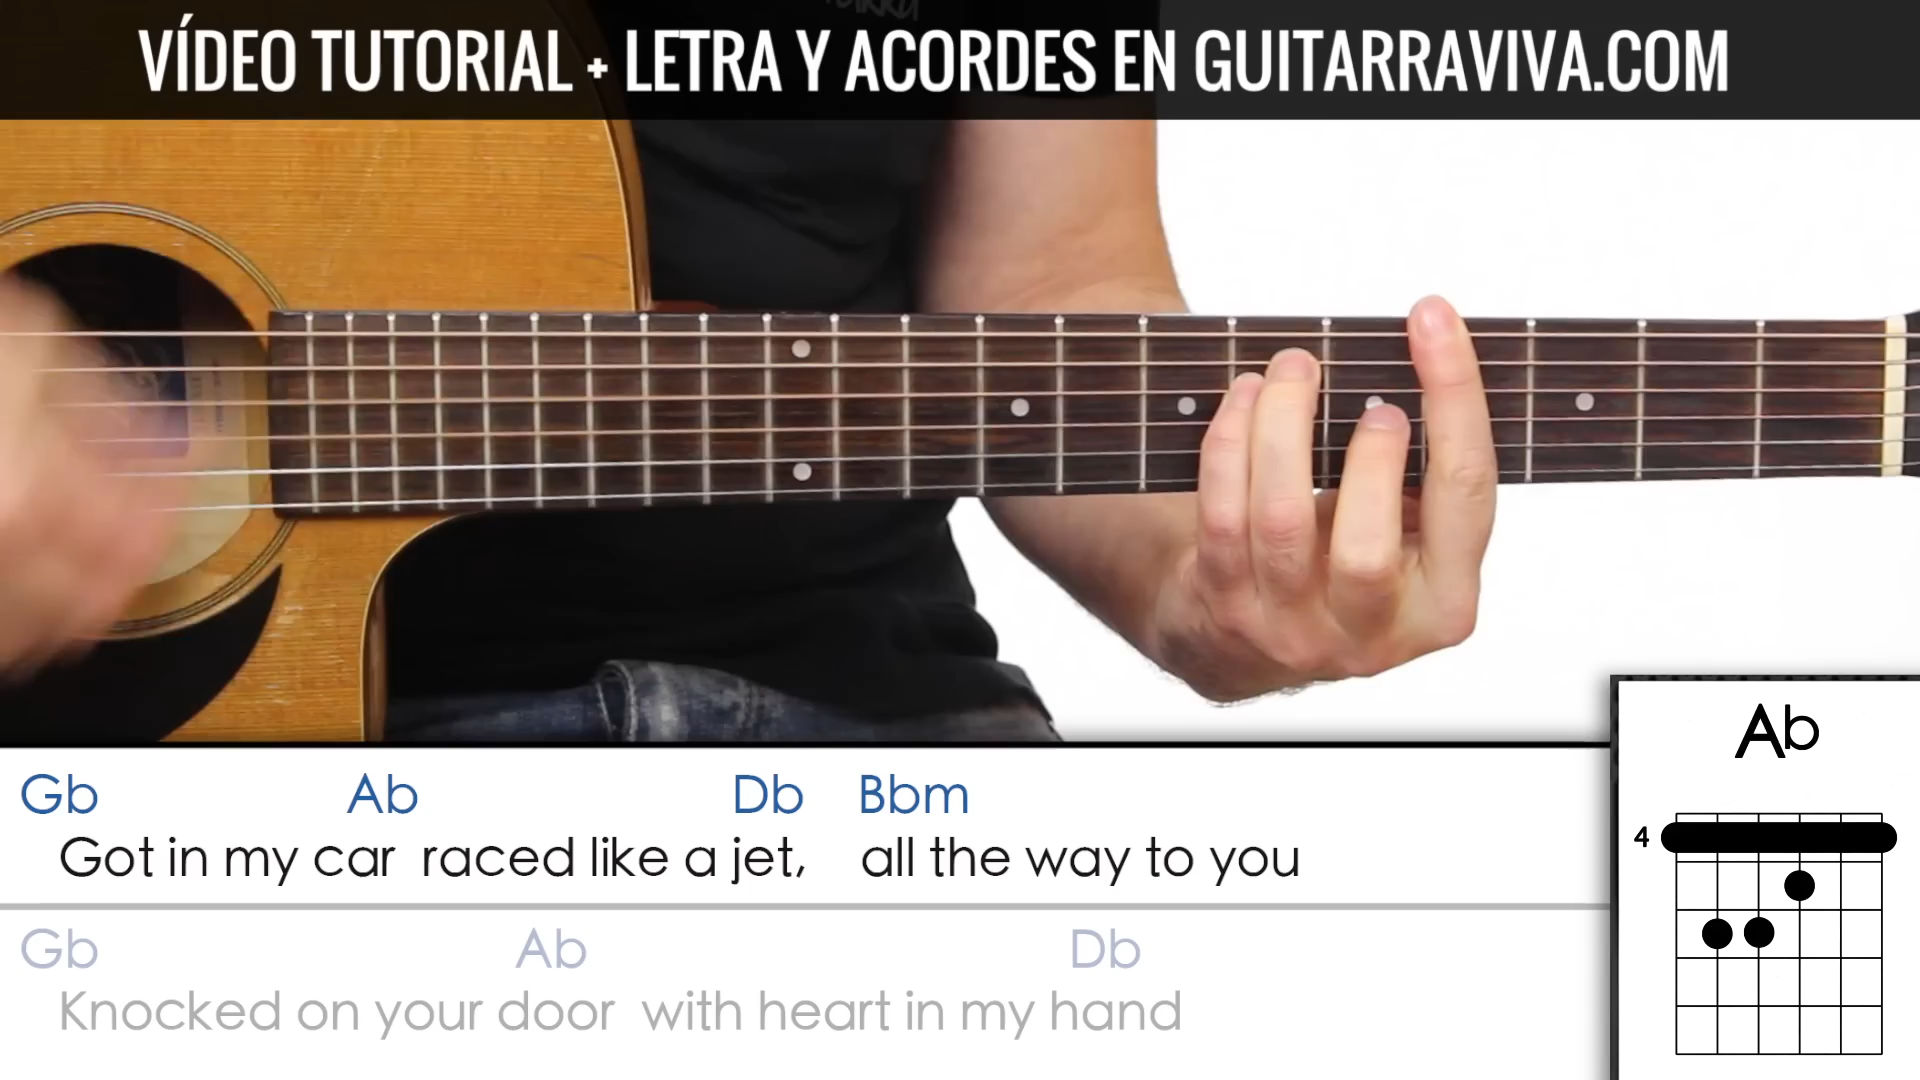 VÍDEO TUTORIAL + LETRA Y ACORDES EN GUITARRAVIVA.COM
Gb Ab Db Bbm
Got in my car raced like a jet, all the way to you
Gb Ab Db
Knocked on your door with heart in my hand
Ab
4